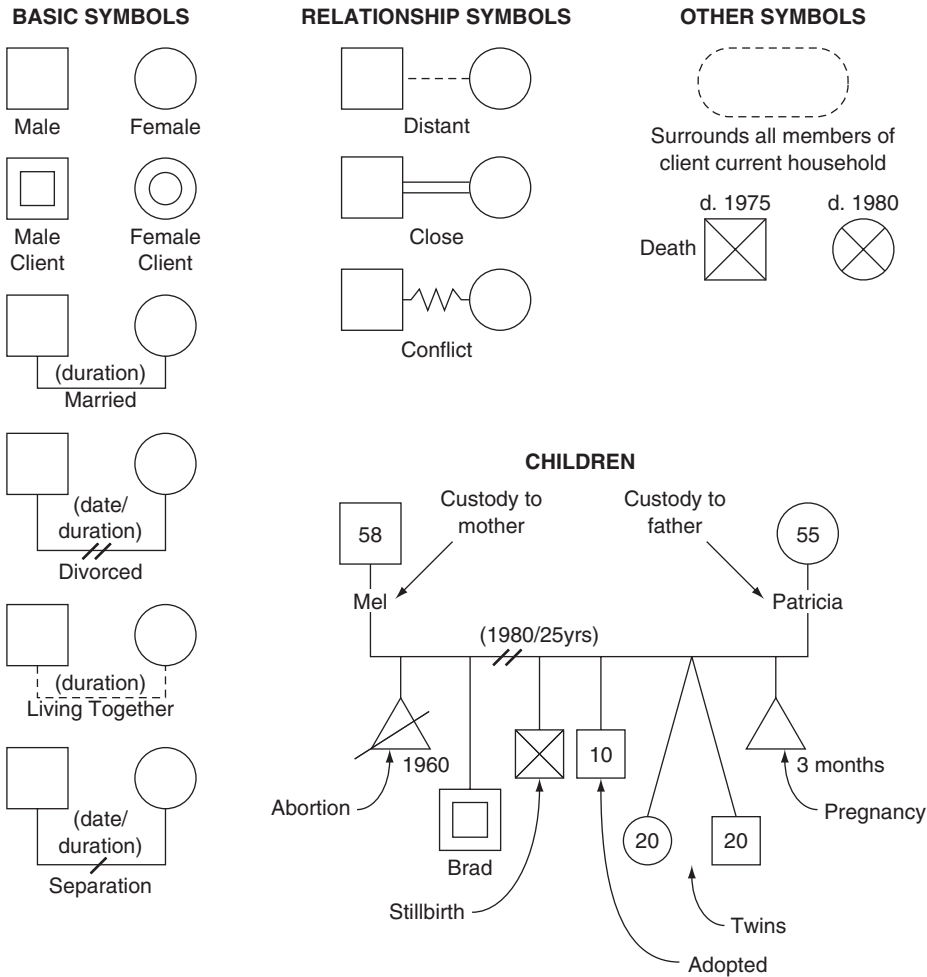 BASIC SYMBOLS
Male
Female
Male
Client
Female
Client
(duration)
Married
(date/
duration)
Divorced
(duration)
Living Together
(date/
duration)
Separation
RELATIONSHIP SYMBOLS
Distant
Close
Conflict
OTHER SYMBOLS
Surrounds all members of
client current household
d. 1975
d. 1980
Death
CHILDREN
58
Custody to
mother
Custody to
father
55
Mel
Patricia
(1980/25yrs)
1960
10
3 months
Abortion
Pregnancy
Brad
20
20
Stillbirth
Twins
Adopted